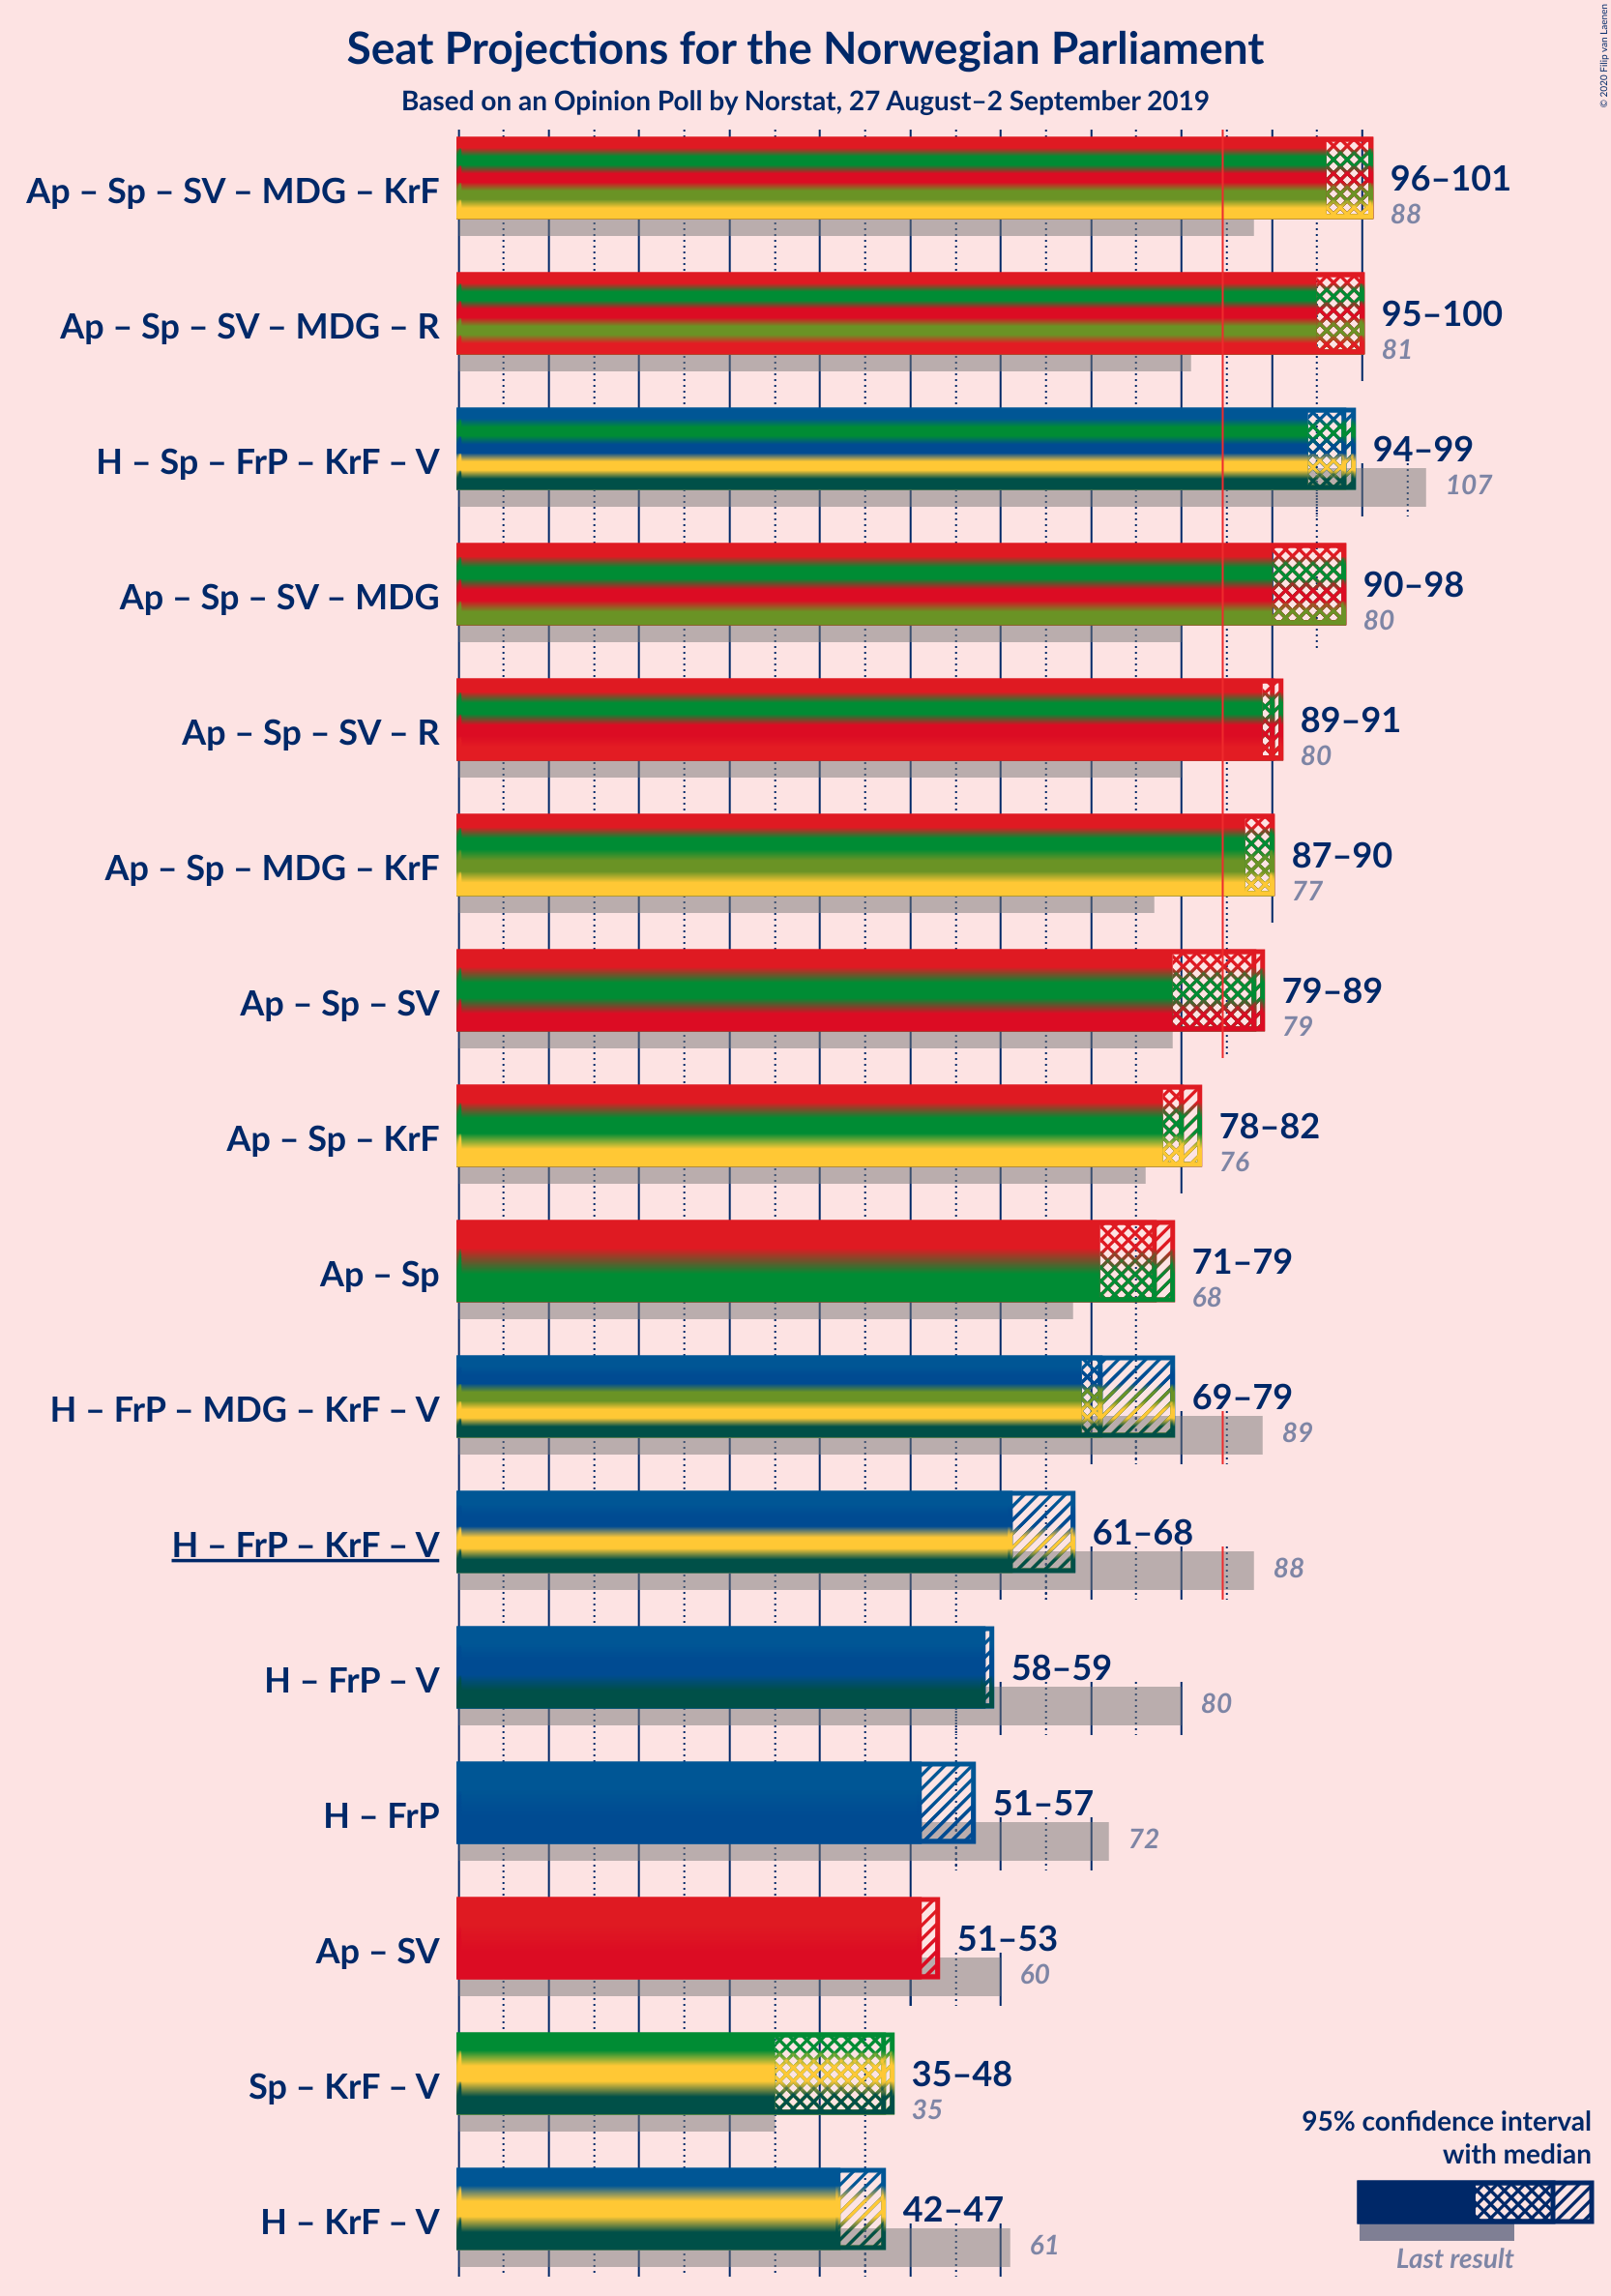 Seat Projections for the Norwegian Parliament
Based on an Opinion Poll by Norstat, 27 August–2 September 2019
© 2020 Filip van Laenen
Ap – Sp – SV – MDG – KrF
96–101
88
Ap – Sp – SV – MDG – R
95–100
81
H – Sp – FrP – KrF – V
94–99
107
Ap – Sp – SV – MDG
90–98
80
Ap – Sp – SV – R
89–91
80
Ap – Sp – MDG – KrF
87–90
77
Ap – Sp – SV
79–89
79
Ap – Sp – KrF
78–82
76
Ap – Sp
71–79
68
H – FrP – MDG – KrF – V
69–79
89
H – FrP – KrF – V
61–68
88
H – FrP – V
58–59
80
H – FrP
51–57
72
Ap – SV
51–53
60
Sp – KrF – V
35–48
35
H – KrF – V
42–47
61
95% confidence interval
with median
Last result